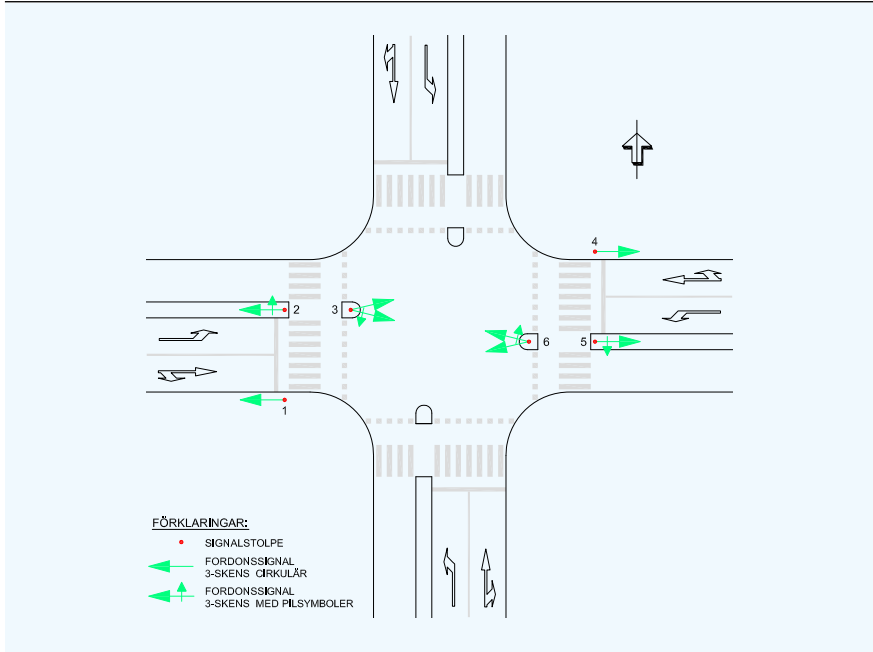 4
2
3
6
5
1
FÖRKLARINGAR:
SIGNALSTOLPE
FORDONSSIGNAL
3-SKENS CIRKULÄR
FORDONSSIGNAL
3-SKENS MED PILSYMBOLER